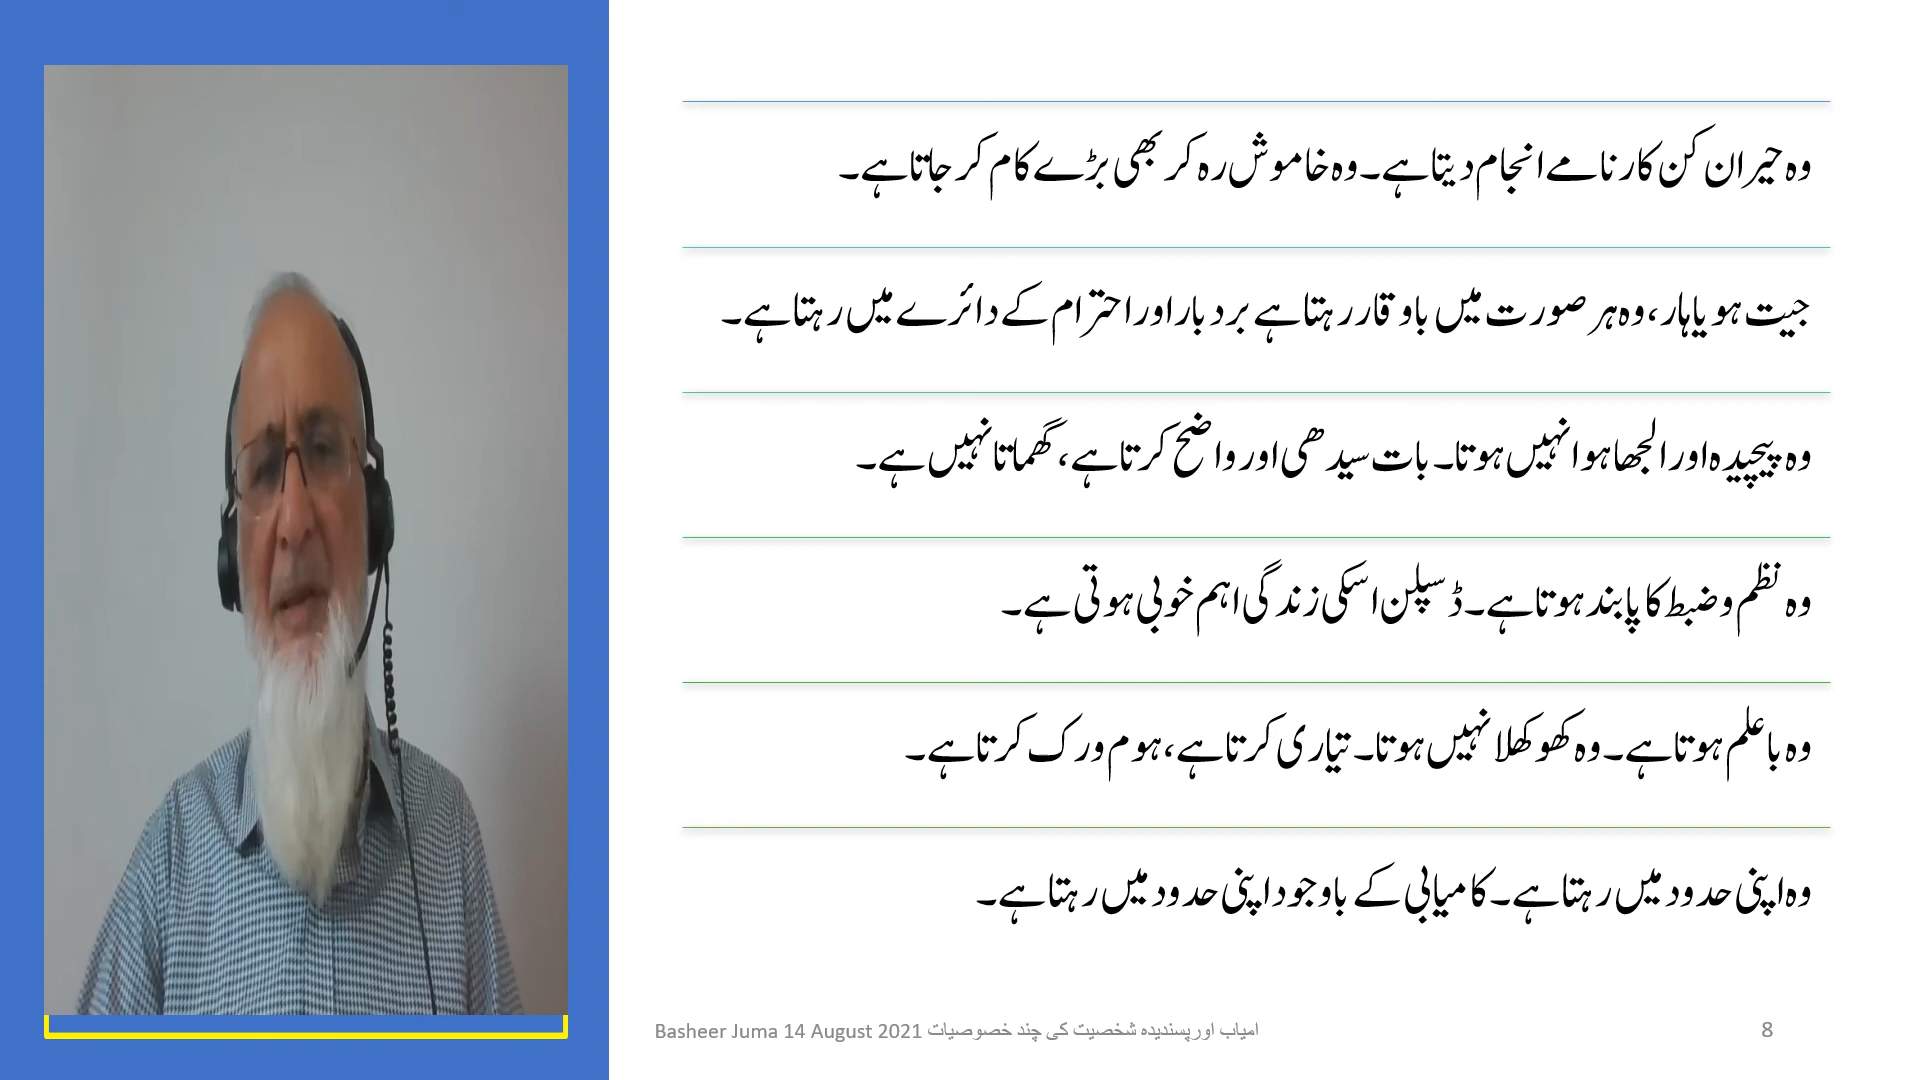 وہ حیران کن کارنامے انجام دیتا ہے۔ وہ خاموش رہ کر بھی بڑے کام کر جاتا ہے۔
جیت ہو یا ہار، وہ ہر صورت میں باوقار رہتا ہے بردبار اور احترام کے دائرے میں رہتا ہے۔
وہ پیچیدہ اور الجھا ہوا نہیں ہوتا۔ بات سیدھی اور واضح کرتا ہے، گھماتا نہیں ہے۔
وہ نظم و ضبط کا پابند ہوتا ہے۔ ڈسپلن اسکی زندگی اہم خوبی ہوتی ہے۔
وہ باعلم ہوتا ہے۔ وہ کھوکھلا نہیں ہوتا۔ تیاری کرتا ہے، ہوم ورک کرتا ہے۔
وہ اپنی حدود میں رہتا ہے۔ کامیابی کے باوجود اپنی حدود میں رہتا ہے۔
Basheer Juma 14 August 2021 امیاب اورپسندیدہ شخصیت کی چند خصوصیات
8